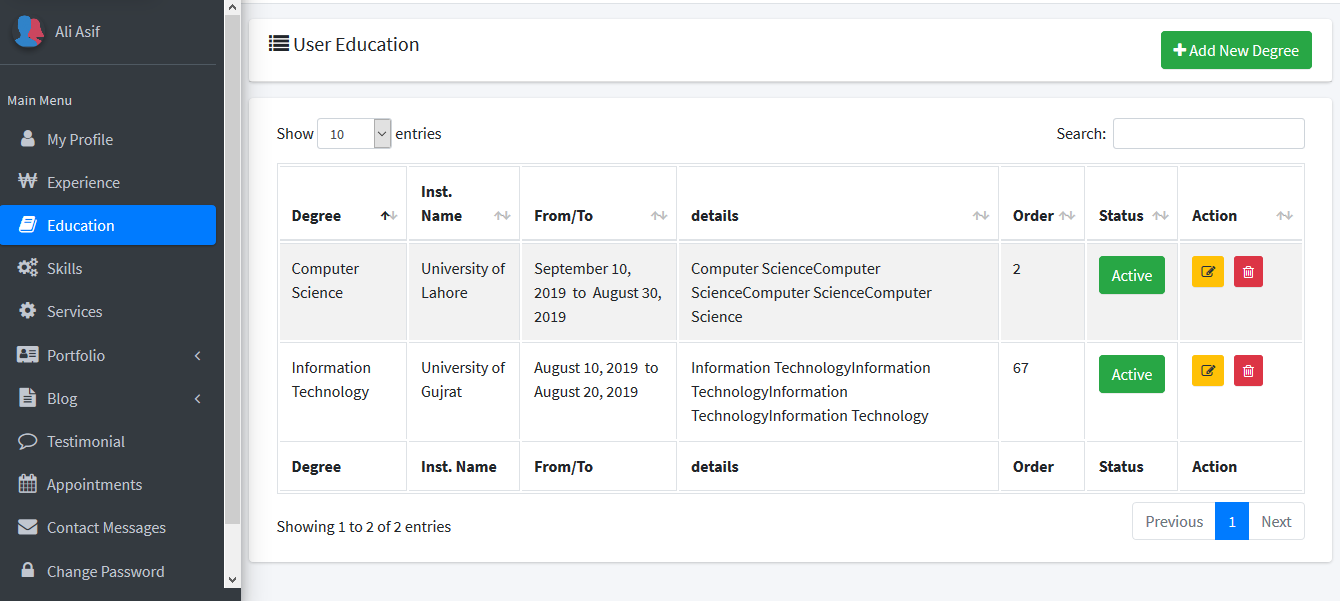 Ali Asif
Main Menu
My Profile
Experience
Education
Skills
Services
Portfolio
Blog
Testimonial
Appointments
Contact Messages
Change Password
User Education
Add New Degree
Show 10 entries
Search:
Degree Inst. Name From/To details Order Status Action
Computer Science
University of Lahore
September 10,
2019 to August 30,
2019
Computer ScienceComputer
ScienceComputer ScienceComputer
Science
2
Active
Information
Technology
University of
Gujrat
August 10, 2019 to
August 20, 2019
Information TechnologyInformation
TechnologyInformation
TechnologyInformation Technology
67
Active
Degree Inst. Name From/To details Order Status Action
Showing 1 to 2 of 2 entries
Previous 1 Next